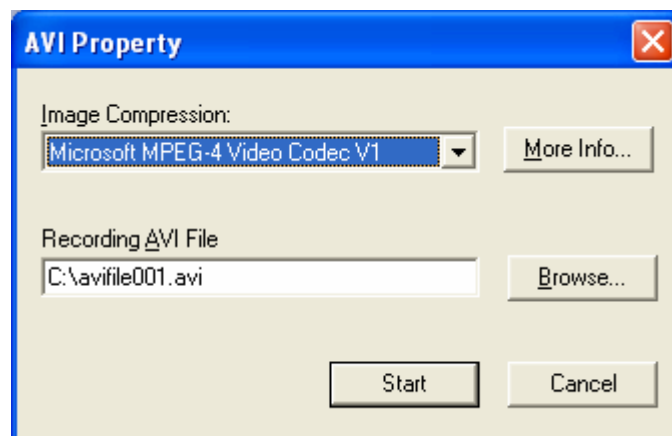 AVI Property
Image Compression:
Microsoft MPEG-4 Video Codec V1
More Info...
Recording AVI File
C:\avifile001.avi
Browse...
Start
Cancel